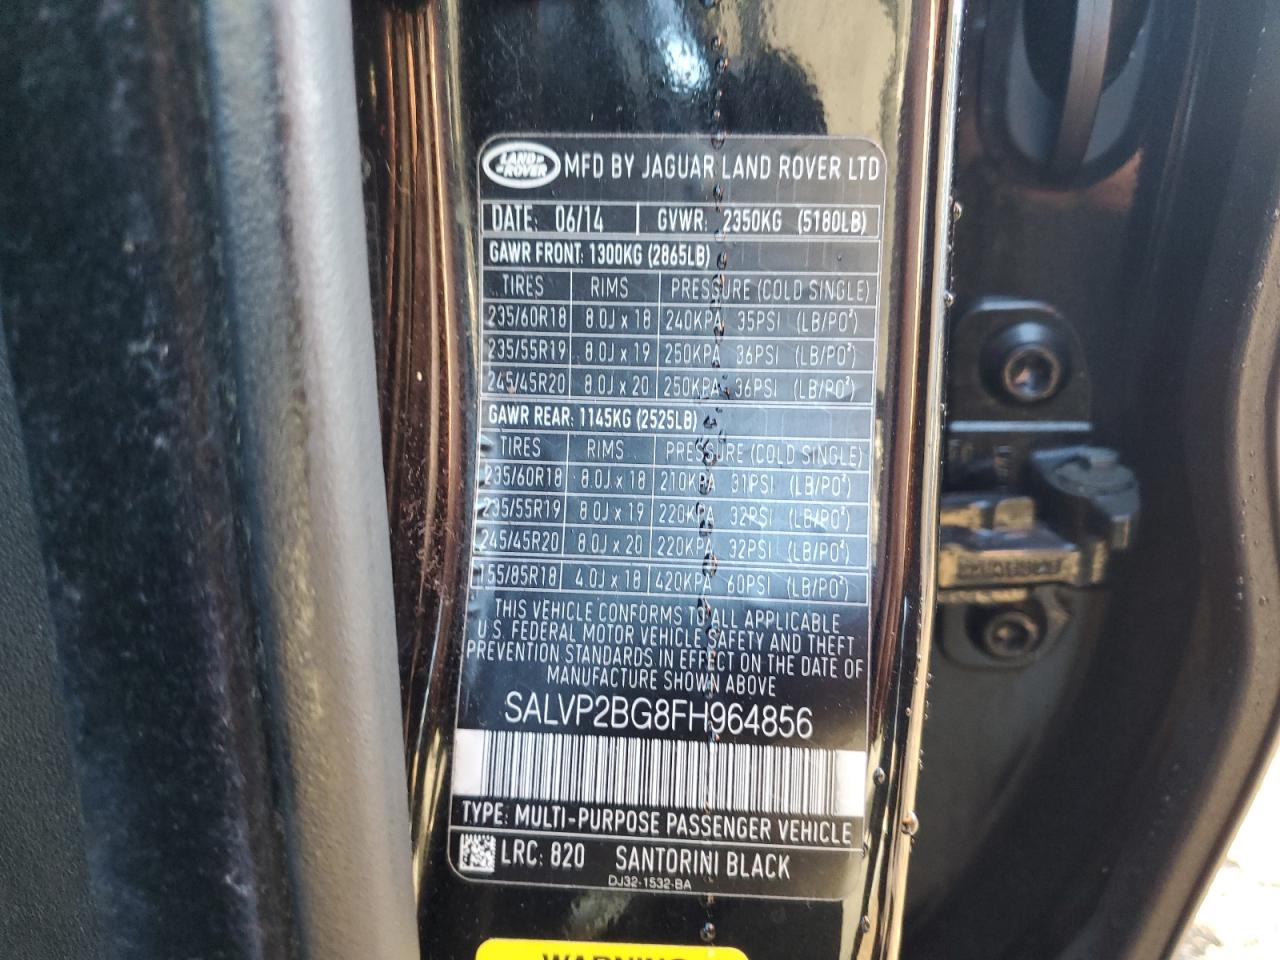 LAND ROVER MFD BY JAGUAR LAND ROVER LTD
DATE: 06/14 GVWR: 2350KG (5180LB)
GAWR FRONT: 1300KG (2865LB)
TIRES RIMS PRESSURE (COLD SINGLE)
235/60R18 8.0J x 18 240KPA 35PSI (LB/PO²)
235/55R19 8.0J x 19 250KPA 36PSI (LB/PO²)
245/45R20 8.0J x 20 250KPA 36PSI (LB/PO²)
GAWR REAR: 1145KG (2525LB)
TIRES RIMS PRESSURE (COLD SINGLE)
235/60R18 8.0J x 18 210KPA 31PSI (LB/PO²)
235/55R19 8.0J x 19 220KPA 32PSI (LB/PO²)
245/45R20 8.0J x 20 220KPA 32PSI (LB/PO²)
155/85R18 4.0J x 18 420KPA 60PSI (LB/PO²)
THIS VEHICLE CONFORMS TO ALL APPLICABLE
U.S. FEDERAL MOTOR VEHICLE SAFETY AND THEFT
PREVENTION STANDARDS IN EFFECT ON THE DATE OF
MANUFACTURE SHOWN ABOVE
SALVP2BG8FH964856
TYPE: MULTI-PURPOSE PASSENGER VEHICLE
LRC: 820 SANTORINI BLACK
DJ32-1532-BA
WARNING